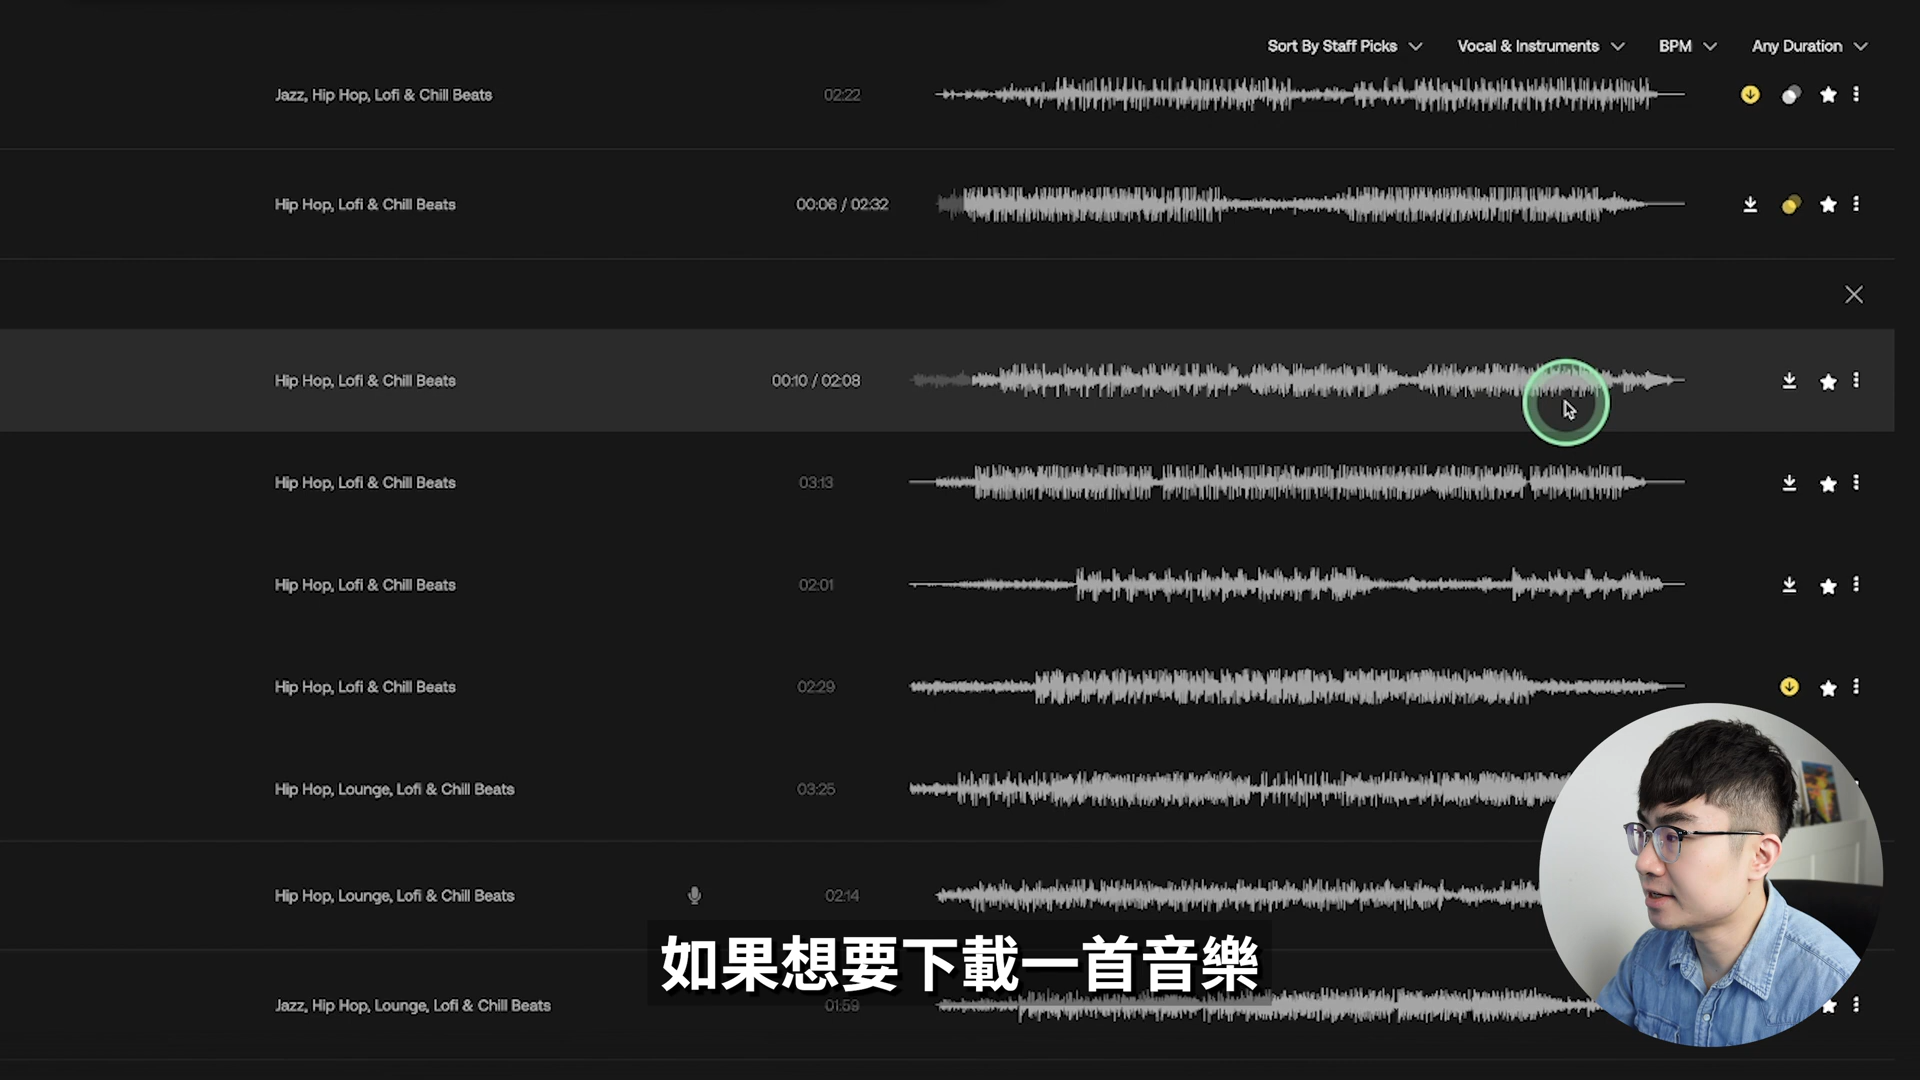 Sort By Staff Picks Vocal & Instruments BPM Any Duration
Jazz, Hip Hop, Lofi & Chill Beats 02:22
Hip Hop, Lofi & Chill Beats 00:06 / 02:32
Hip Hop, Lofi & Chill Beats 00:10 / 02:08
Hip Hop, Lofi & Chill Beats 03:13
Hip Hop, Lofi & Chill Beats 02:01
Hip Hop, Lofi & Chill Beats 02:29
Hip Hop, Lounge, Lofi & Chill Beats 03:25
Hip Hop, Lounge, Lofi & Chill Beats 02:14
如果想要下載一首音樂
Jazz, Hip Hop, Lounge, Lofi & Chill Beats 01:59